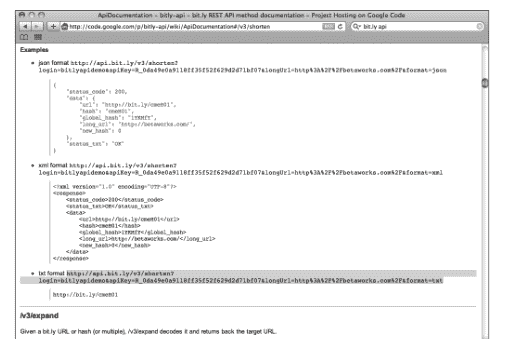 ApiDocumentation - bitly-api - bit.ly REST API method documentation - Project Hosting on Google Code
http://code.google.com/p/bitly-api/wiki/ApiDocumentation#/v3/shorten
bit.ly api
Examples
json format http://api.bit.ly/v3/shorten?
login=bitlyapidemo&apiKey=R_0da49e0a9118ff35f52f629d2d71bf07&longUrl=http%3A%2F%2Fbetaworks.com%2F&format=json
{
"status_code": 200,
"data": {
"url": "http://bit.ly/cmeH01",
"hash": "cmeH01",
"global_hash": "1YKMfY",
"long_url": "http://betaworks.com/",
"new_hash": 0
},
"status_txt": "OK"
}
xml format http://api.bit.ly/v3/shorten?
login=bitlyapidemo&apiKey=R_0da49e0a9118ff35f52f629d2d71bf07&longUrl=http%3A%2F%2Fbetaworks.com%2F&format=xml
<?xml version="1.0" encoding="UTF-8"?>
<response>
<status_code>200</status_code>
<status_txt>OK</status_txt>
<data>
<url>http://bit.ly/cmeH01</url>
<hash>cmeH01</hash>
<global_hash>1YKMfY</global_hash>
<long_url>http://betaworks.com/</long_url>
<new_hash>0</new_hash>
</data>
</response>
txt format http://api.bit.ly/v3/shorten?
login=bitlyapidemo&apiKey=R_0da49e0a9118ff35f52f629d2d71bf07&longUrl=http%3A%2F%2Fbetaworks.com%2F&format=txt
http://bit.ly/cmeH01
/v3/expand
Given a bit.ly URL or hash (or multiple), /v3/expand decodes it and returns back the target URL.